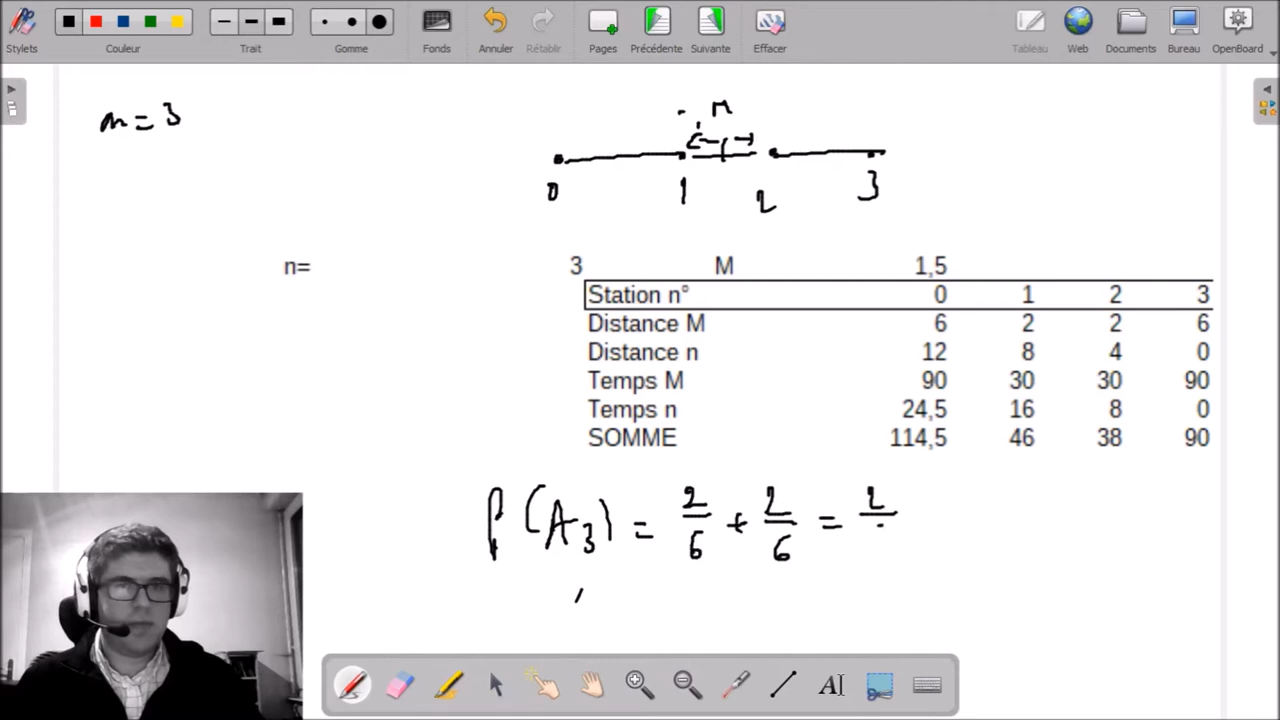 Stylets Couleur Trait Gomme Fonds Annuler Rétablir Pages Précédente Suivante Effacer Tableau Web Documents Bureau OpenBoard
n=3
M
0 1 2 3
n= 3 M 1,5
Station n° 0 1 2 3
Distance M 6 2 2 6
Distance n 12 8 4 0
Temps M 90 30 30 90
Temps n 24,5 16 8 0
SOMME 114,5 46 38 90
P(A₃) = 2/6 + 2/6 = 2/